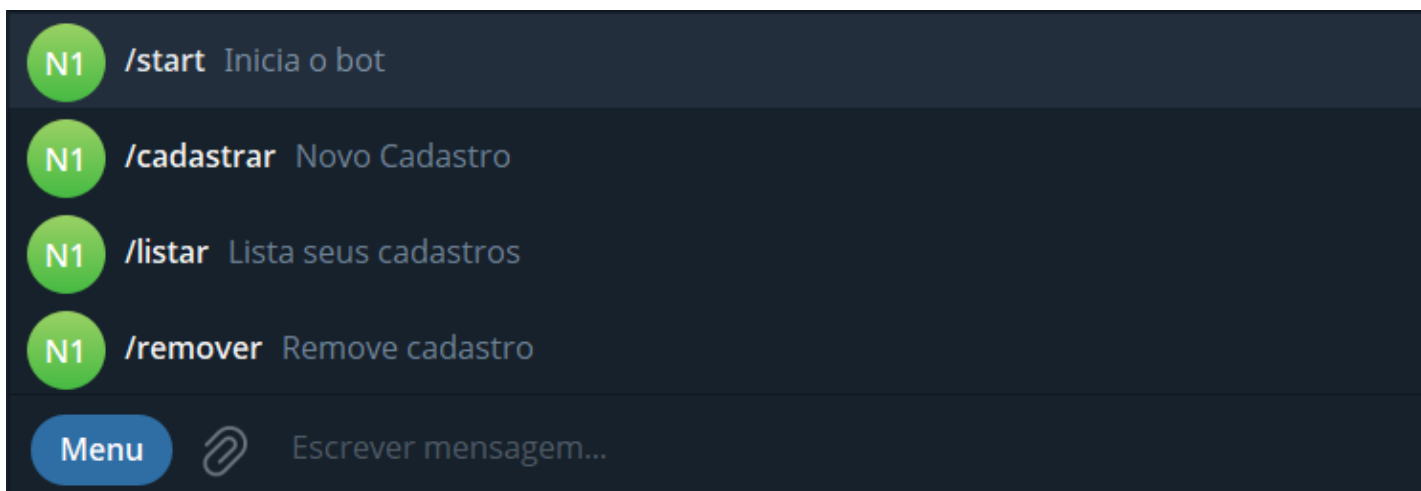 N1 /start Inicia o bot
N1 /cadastrar Novo Cadastro
N1 /listar Lista seus cadastros
N1 /remover Remove cadastro
Menu Escrever mensagem...